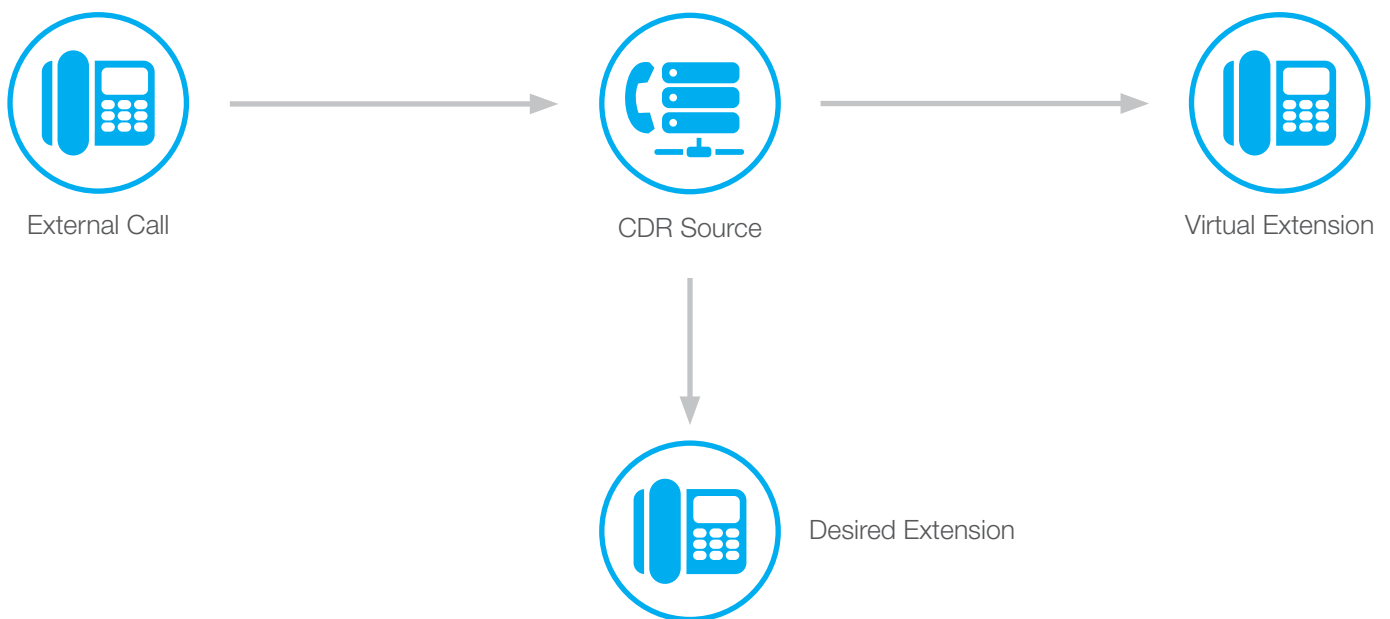 External Call
CDR Source
Virtual Extension
Desired Extension